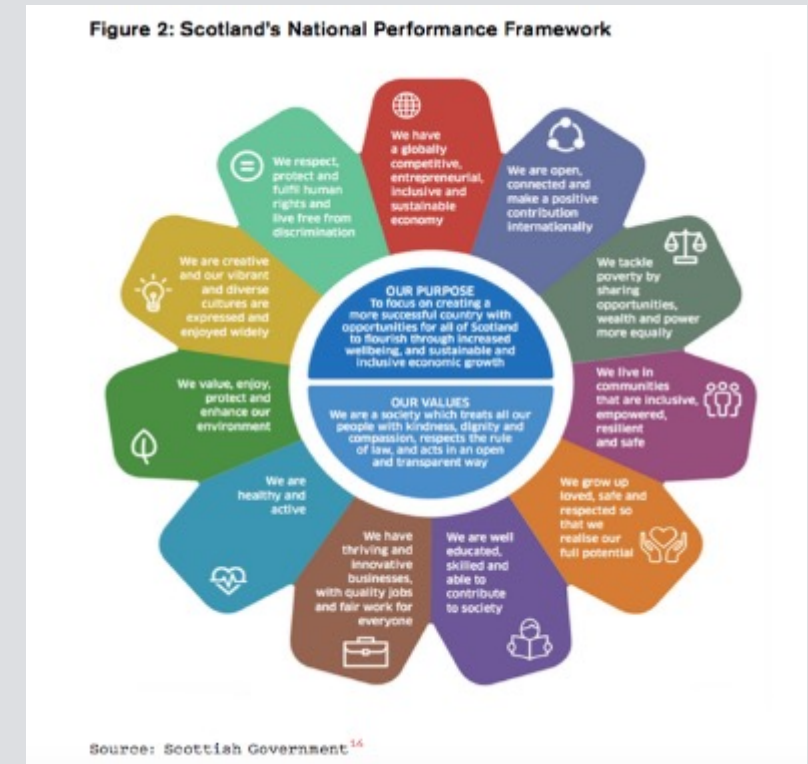 Figure 2: Scotland's National Performance Framework
We have
a globally
competitive,
entrepreneurial,
inclusive and
sustainable
economy
We are open,
connected and
make a positive
contribution
internationally
We tackle
poverty by
sharing
opportunities,
wealth and power
more equally
We live in
communities
that are inclusive,
empowered,
resilient
and safe
We grow up
loved, safe and
respected so
that we
realise our
full potential
We are well
educated,
skilled and
able to
contribute
to society
We have
thriving and
innovative
businesses,
with quality jobs
and fair work for
everyone
We are
healthy and
active
We value, enjoy,
protect and
enhance our
environment
We are creative
and our vibrant
and diverse
cultures are
expressed and
enjoyed widely
We respect,
protect and
fulfil human
rights and
live free from
discrimination
OUR PURPOSE
To focus on creating a
more successful country with
opportunities for all of Scotland
to flourish through increased
wellbeing, and sustainable and
inclusive economic growth
OUR VALUES
We are a society which treats all our
people with kindness, dignity and
compassion, respects the rule
of law, and acts in an open
and transparent way
Source: Scottish Government16